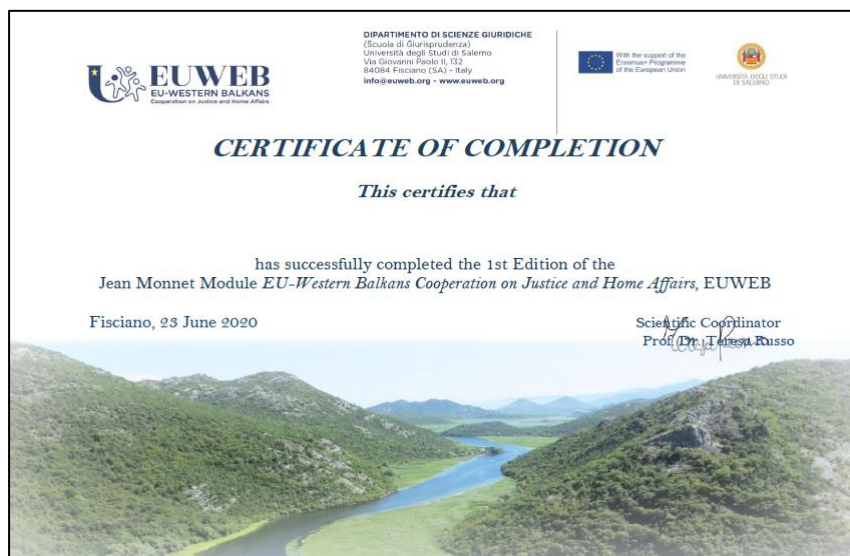 EUWEB
EU-WESTERN BALKANS
Cooperation on Justice and Home Affairs
DIPARTIMENTO DI SCIENZE GIURIDICHE
(Scuola di Giurisprudenza)
Università degli Studi di Salerno
Via Giovanni Paolo II, 132
84084 Fisciano (SA) - Italy
info@euweb.org - www.euweb.org
With the support of the
Erasmus+ Programme
of the European Union
UNIVERSITÀ DEGLI STUDI
DI SALERNO
CERTIFICATE OF COMPLETION
This certifies that
has successfully completed the 1st Edition of the
Jean Monnet Module EU-Western Balkans Cooperation on Justice and Home Affairs, EUWEB
Fisciano, 23 June 2020
Scientific Coordinator
Prof. Dr. Teresa Russo